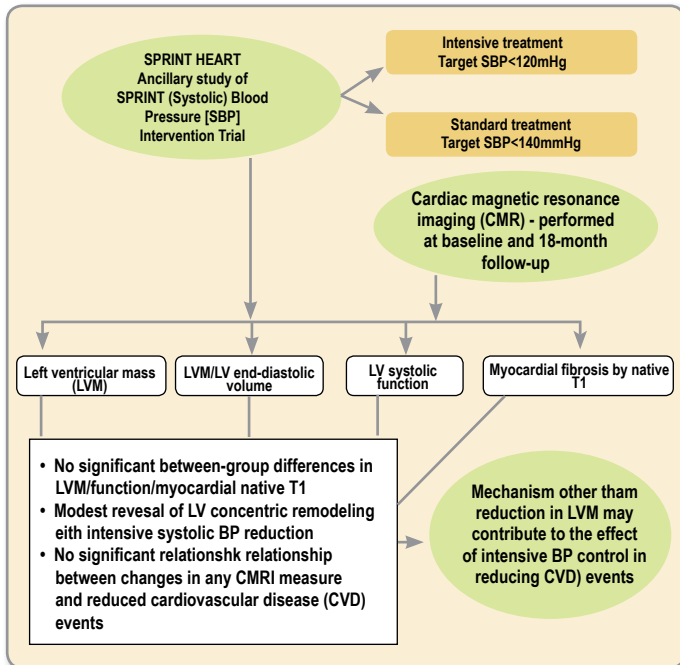 SPRINT HEART
Ancillary study of
SPRINT (Systolic) Blood
Pressure [SBP]
Intervention Trial
Intensive treatment
Target SBP<120mHg
Standard treatment
Target SBP<140mmHg
Cardiac magnetic resonance
imaging (CMR) - performed
at baseline and 18-month
follow-up
Left ventricular mass
(LVM)
LVM/LV end-diastolic
volume
LV systolic
function
Myocardial fibrosis by native
T1
• No significant between-group differences in
LVM/function/myocardial native T1
• Modest revesal of LV concentric remodeling
eith intensive systolic BP reduction
• No significant relationshk relationship
between changes in any CMRI measure
and reduced cardiovascular disease (CVD)
events
Mechanism other tham
reduction in LVM may
contribute to the effect
of intensive BP control in
reducing CVD) events